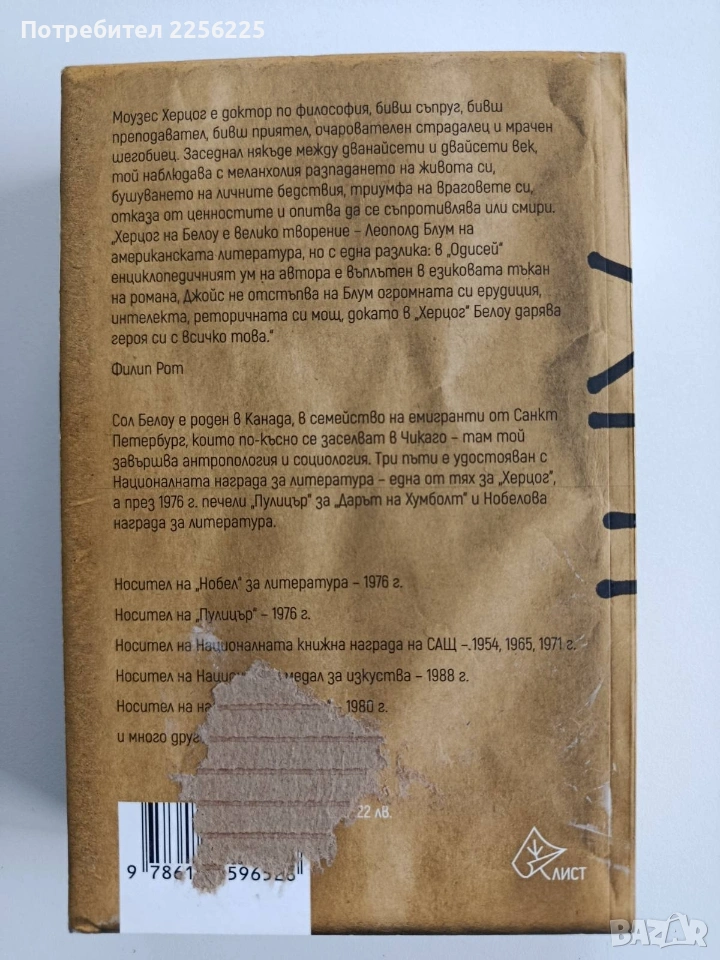 Потребител 2256225
Моузес Херцог е доктор по философия, бивш съпруг, бивш
преподавател, бивш приятел, очарователен страдалец и мрачен
шегобиец. Заседнал някъде между дванайсети и двайсети век,
той наблюдава с меланхолия разпадането на живота си,
бушуването на личните бедствия, триумфа на враговете си,
отказа от ценностите и опитва да се съпротивлява или смири.
„Херцог на Белоу е велико творение – Леополд Блум на
американската литература, но с една разлика: в „Одисей“
енциклопедичният ум на автора е въплътен в езиковата тъкан
на романа, Джойс не отстъпва на Блум огромната си ерудиция,
интелекта, реторичната си мощ, докато в „Херцог“ Белоу дарява
героя си с всичко това.“
Филип Рот
Сол Белоу е роден в Канада, в семейство на емигранти от Санкт
Петербург, които по-късно се заселват в Чикаго – там той
завършва антропология и социология. Три пъти е удостояван с
Националната награда за литература – една от тях за „Херцог“,
а през 1976 г. печели „Пулицър“ за „Дарът на Хумболт“ и Нобелова
награда за литература.
Носител на „Нобел“ за литература – 1976 г.
Носител на „Пулицър“ – 1976 г.
Носител на Националната книжна награда на САЩ – 1954, 1965, 1971 г.
Носител на медал за изкуства – 1988 г.
Носител на – 1980 г.
и много
22 лв.
9 7861 596528
ЛИСТ
BAZAR